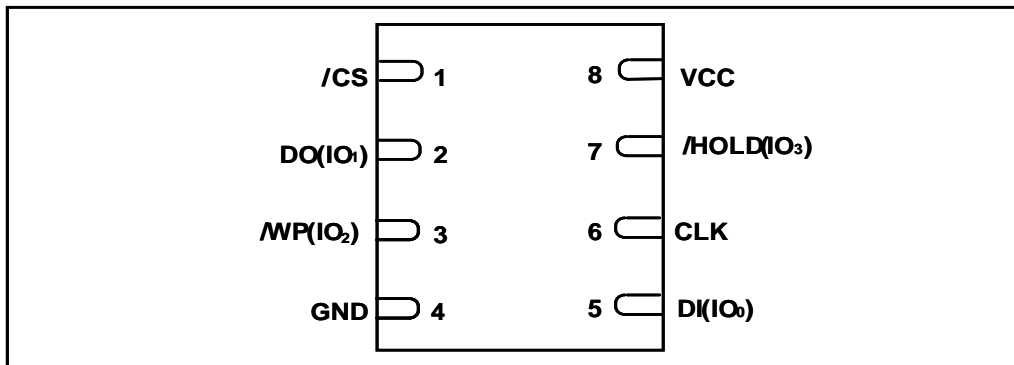 /CS 1 8 VCC
DO(IO₁) 2 7 /HOLD(IO₃)
/WP(IO₂) 3 6 CLK
GND 4 5 DI(IO₀)